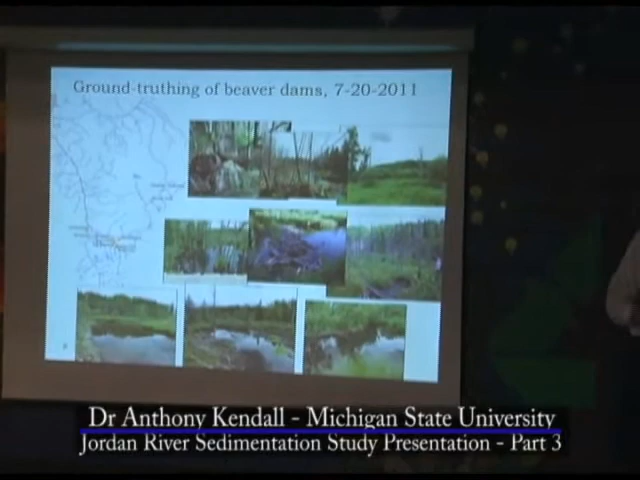 Ground-truthing of beaver dams, 7-20-2011
Dr Anthony Kendall - Michigan State University
Jordan River Sedimentation Study Presentation - Part 3